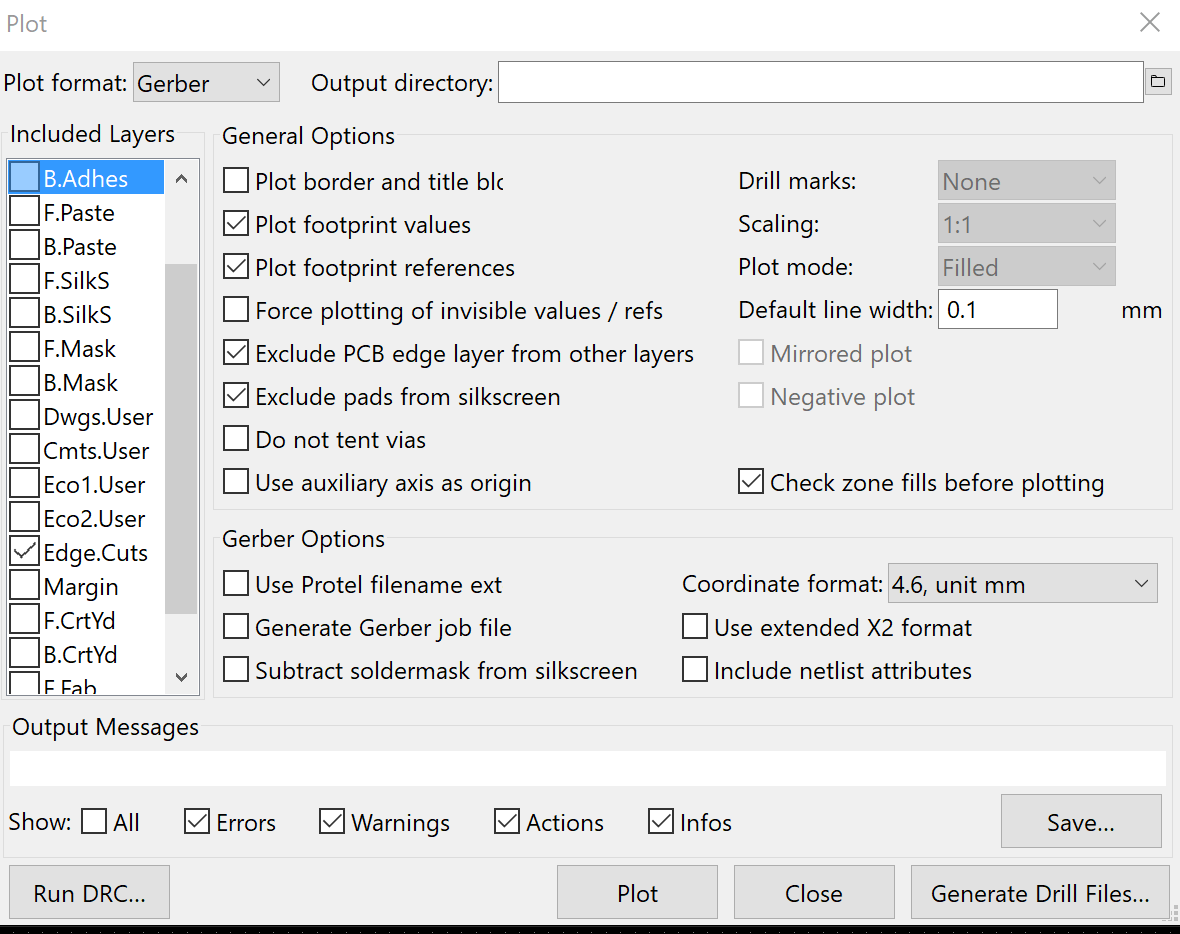 Plot
Plot format: Gerber Output directory:
Included Layers
B.Adhes
F.Paste
B.Paste
F.SilkS
B.SilkS
F.Mask
B.Mask
Dwgs.User
Cmts.User
Eco1.User
Eco2.User
Edge.Cuts
Margin
F.CrtYd
B.CrtYd
F.Fab
General Options
Plot border and title blc
Plot footprint values
Plot footprint references
Force plotting of invisible values / refs
Exclude PCB edge layer from other layers
Exclude pads from silkscreen
Do not tent vias
Use auxiliary axis as origin
Drill marks: None
Scaling: 1:1
Plot mode: Filled
Default line width: 0.1 mm
Mirrored plot
Negative plot
Check zone fills before plotting
Gerber Options
Use Protel filename ext
Generate Gerber job file
Subtract soldermask from silkscreen
Coordinate format: 4.6, unit mm
Use extended X2 format
Include netlist attributes
Output Messages
Show: All Errors Warnings Actions Infos Save...
Run DRC... Plot Close Generate Drill Files...